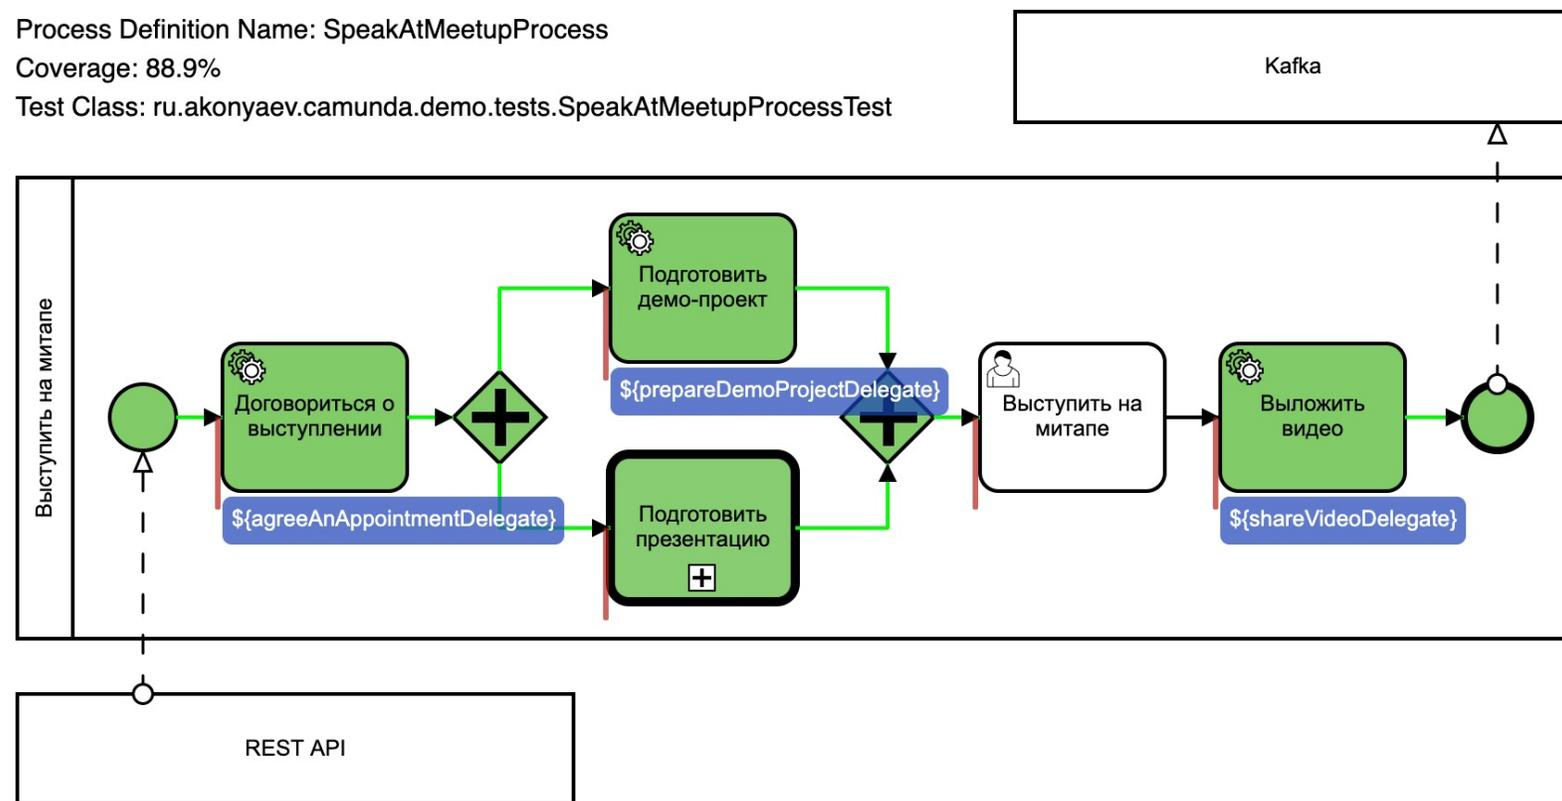 Process Definition Name: SpeakAtMeetupProcess
Coverage: 88.9%
Test Class: ru.akonyaev.camunda.demo.tests.SpeakAtMeetupProcessTest
Kafka
Выступить на митапе
Подготовить
демо-проект
${prepareDemoProjectDelegate}
Договориться о
выступлении
${agreeAnAppointmentDelegate}
Подготовить
презентацию
Выступить на
митапе
Выложить
видео
${shareVideoDelegate}
REST API